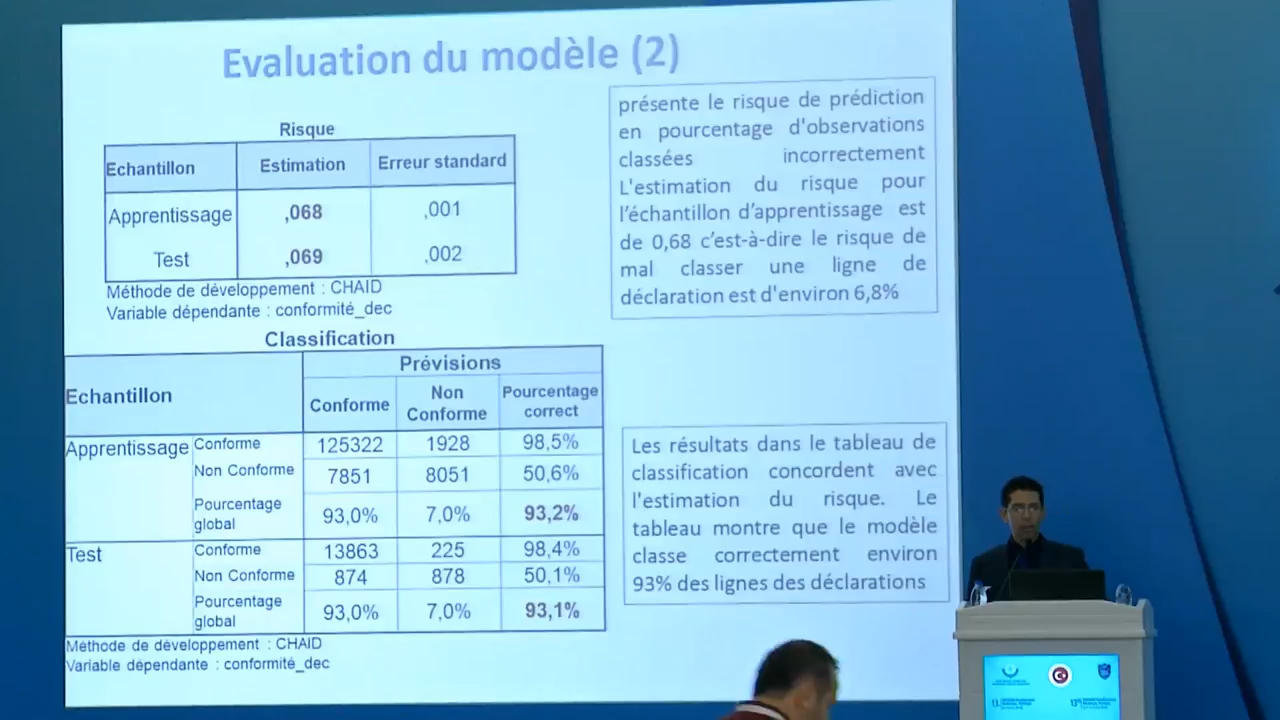 Evaluation du modèle (2)
Risque
Echantillon Estimation Erreur standard
Apprentissage ,068 ,001
Test ,069 ,002
Méthode de développement : CHAID
Variable dépendante : conformité_dec
présente le risque de prédiction
en pourcentage d'observations
classées incorrectement
L'estimation du risque pour
l’échantillon d’apprentissage est
de 0,68 c’est-à-dire le risque de
mal classer une ligne de
déclaration est d'environ 6,8%
Classification
Echantillon Prévisions
Conforme Non Conforme Pourcentage correct
Apprentissage Conforme 125322 1928 98,5%
Non Conforme 7851 8051 50,6%
Pourcentage global 93,0% 7,0% 93,2%
Test Conforme 13863 225 98,4%
Non Conforme 874 878 50,1%
Pourcentage global 93,0% 7,0% 93,1%
Méthode de développement : CHAID
Variable dépendante : conformité_dec
Les résultats dans le tableau de
classification concordent avec
l'estimation du risque. Le
tableau montre que le modèle
classe correctement environ
93% des lignes des déclarations